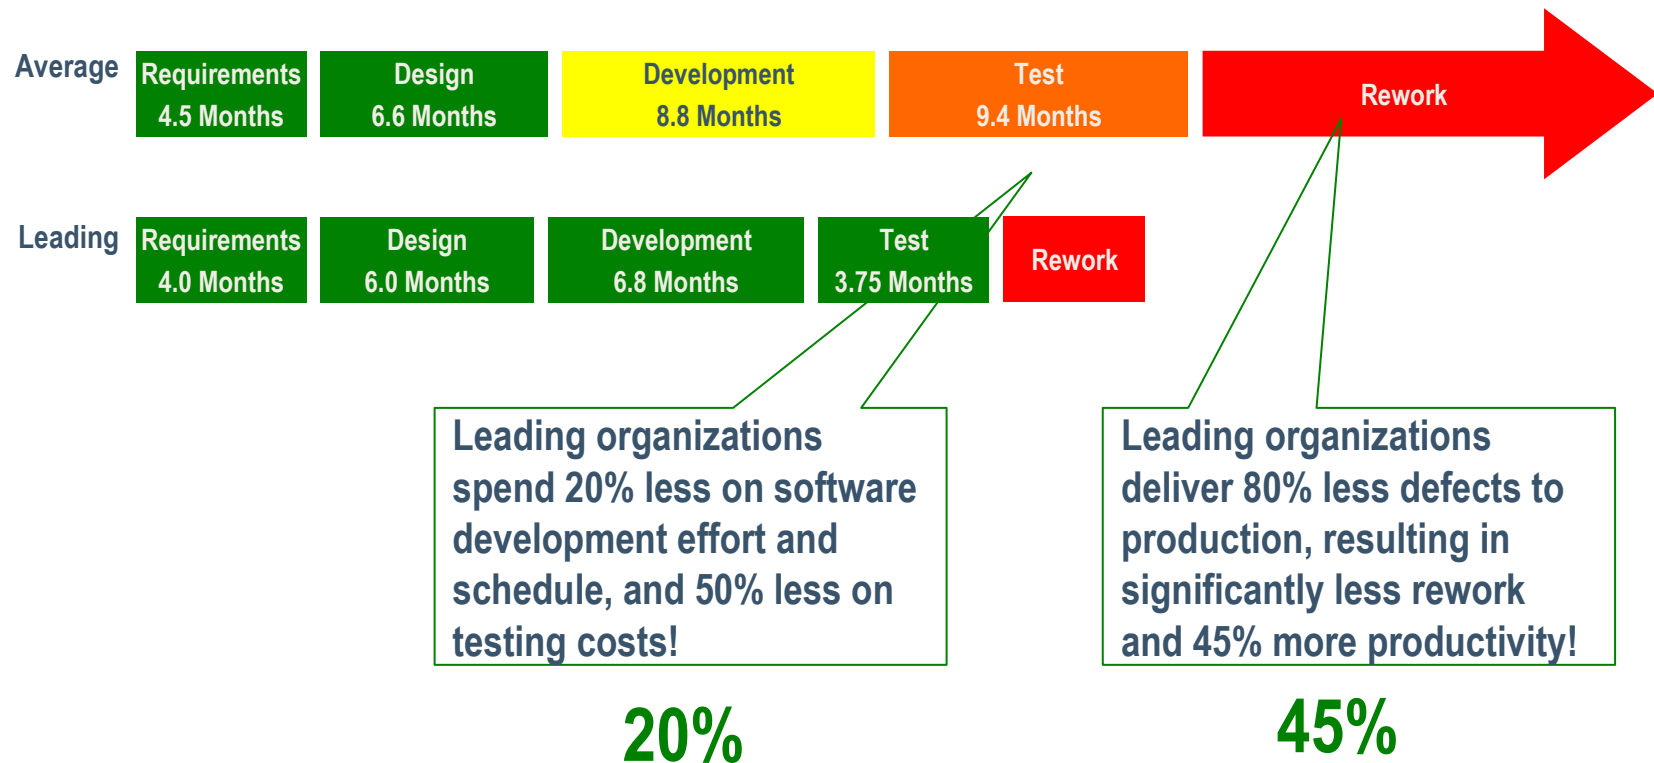 Average
Requirements
4.5 Months
Design
6.6 Months
Development
8.8 Months
Test
9.4 Months
Rework
Leading
Requirements
4.0 Months
Design
6.0 Months
Development
6.8 Months
Test
3.75 Months
Rework
Leading organizations
spend 20% less on software
development effort and
schedule, and 50% less on
testing costs!
Leading organizations
deliver 80% less defects to
production, resulting in
significantly less rework
and 45% more productivity!
20%
45%